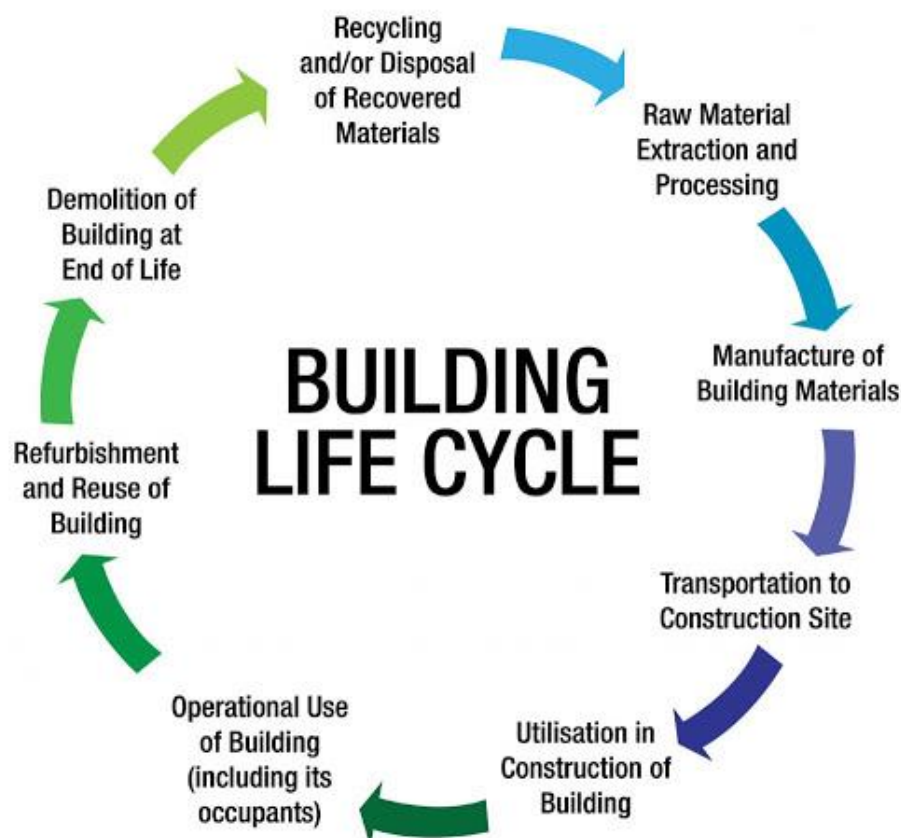 Recycling
and/or Disposal
of Recovered
Materials
Raw Material
Extraction and
Processing
Manufacture of
Building Materials
Transportation to
Construction Site
Utilisation in
Construction of
Building
Operational Use
of Building
(including its
occupants)
Refurbishment
and Reuse of
Building
Demolition of
Building at
End of Life
BUILDING
LIFE CYCLE